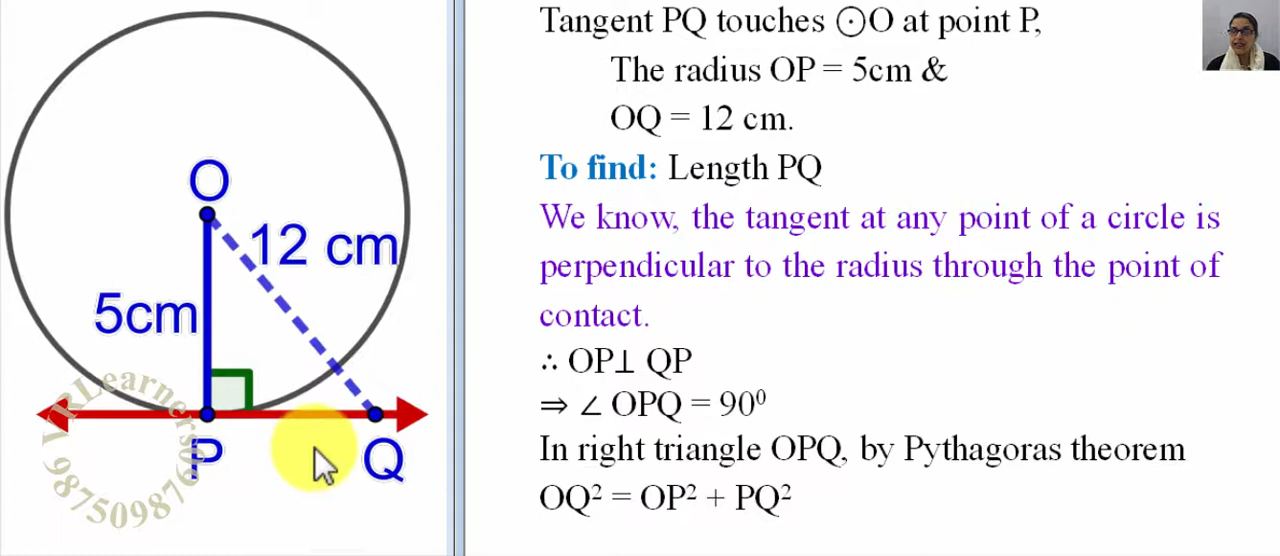 Tangent PQ touches ⊙O at point P,
The radius OP = 5cm &
OQ = 12 cm.
To find: Length PQ
We know, the tangent at any point of a circle is
perpendicular to the radius through the point of
contact.
∴ OP⊥ QP
⇒ ∠ OPQ = 90⁰
In right triangle OPQ, by Pythagoras theorem
OQ² = OP² + PQ²
O
12 cm
5cm
P
Q
VRLearners
9875098760